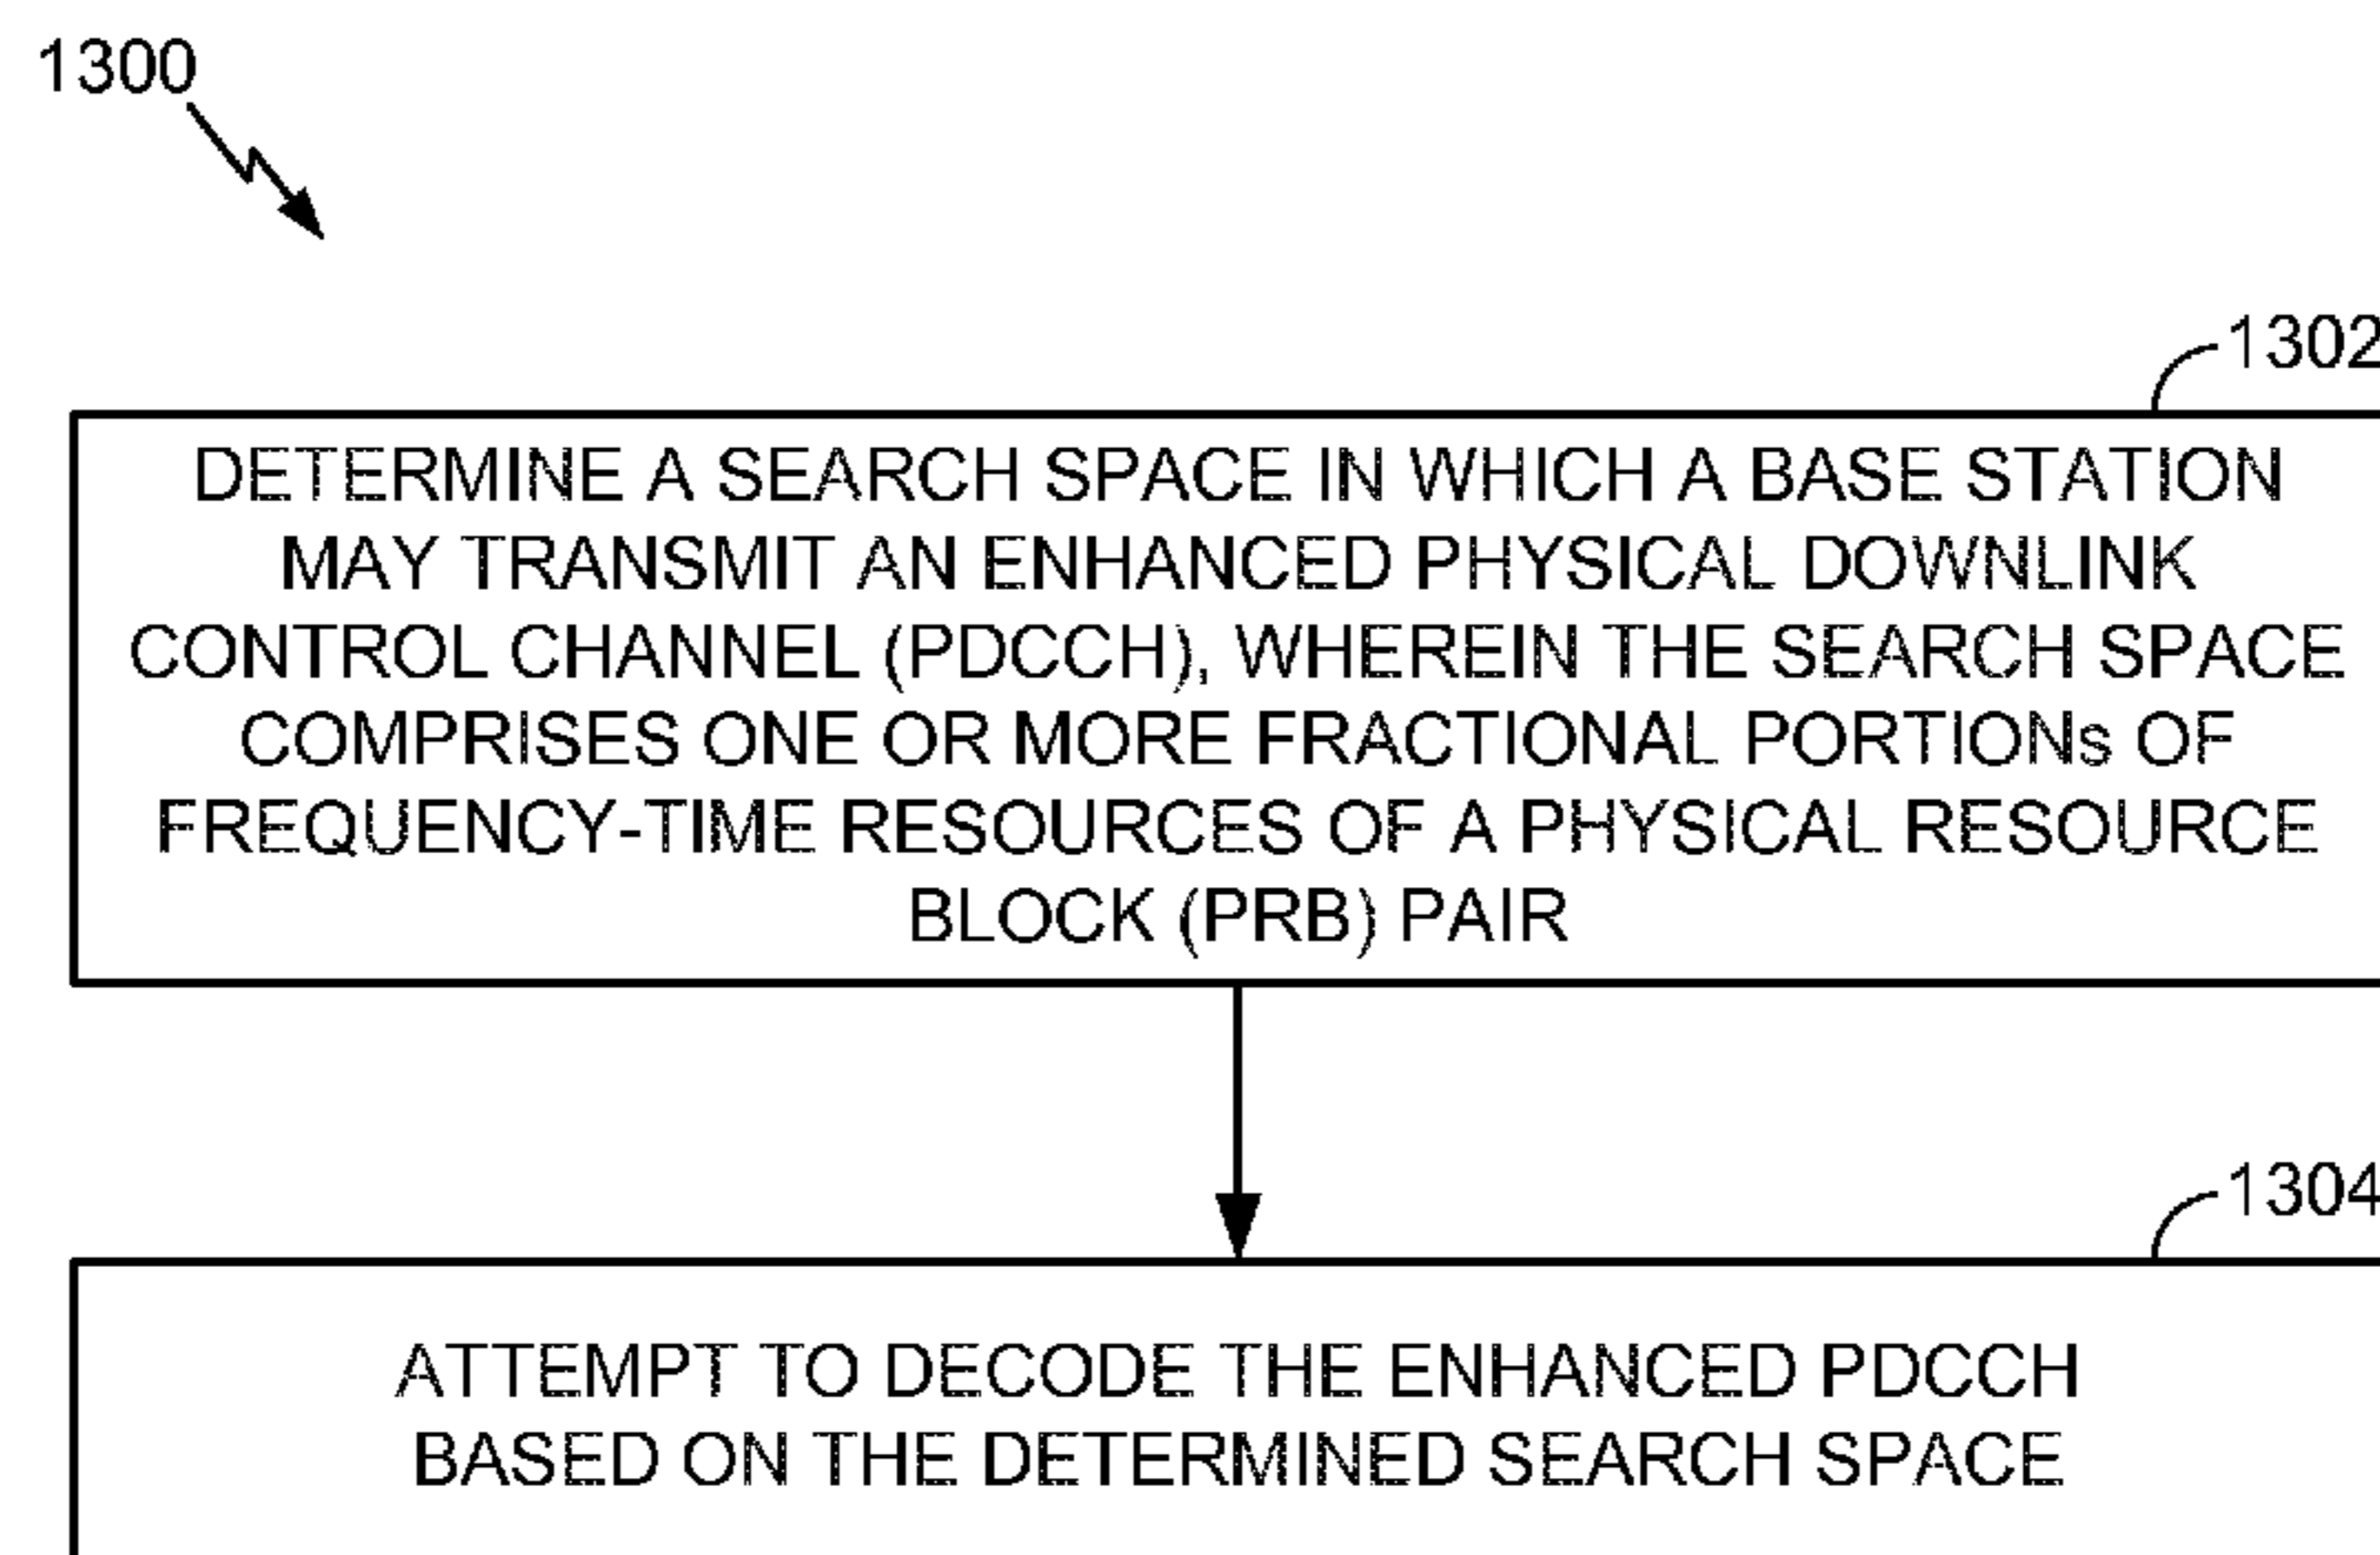 1300
1302
DETERMINE A SEARCH SPACE IN WHICH A BASE STATION
MAY TRANSMIT AN ENHANCED PHYSICAL DOWNLINK
CONTROL CHANNEL (PDCCH), WHEREIN THE SEARCH SPACE
COMPRISES ONE OR MORE FRACTIONAL PORTIONs OF
FREQUENCY-TIME RESOURCES OF A PHYSICAL RESOURCE
BLOCK (PRB) PAIR
1304
ATTEMPT TO DECODE THE ENHANCED PDCCH
BASED ON THE DETERMINED SEARCH SPACE